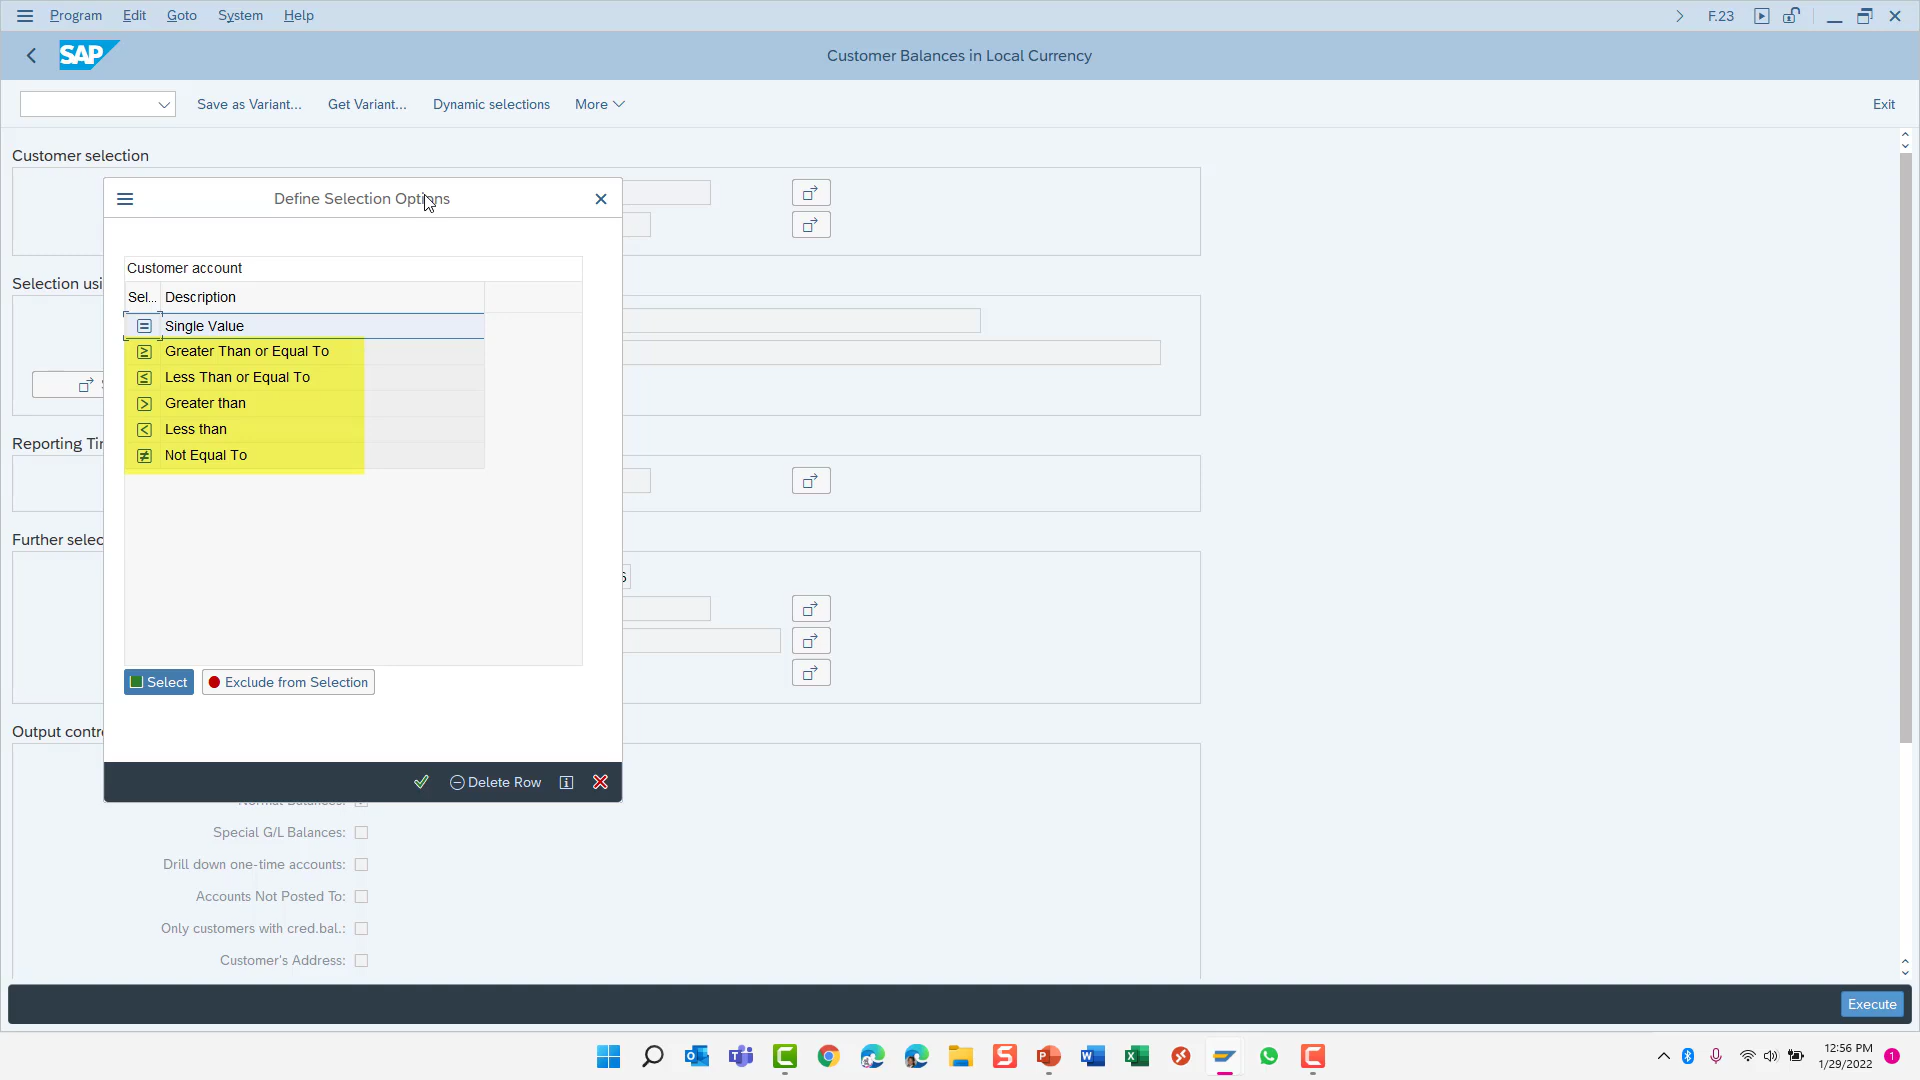 Program Edit Goto System Help F.23
SAP Customer Balances in Local Currency
Save as Variant... Get Variant... Dynamic selections More Exit
Customer selection
Define Selection Options
Customer account
Selection usi
Sel... Description
Single Value
Greater Than or Equal To
Less Than or Equal To
Greater than
Less than
Reporting Tir
Not Equal To
Further selec
6
Select Exclude from Selection
Output contr
Delete Row
Normal Balances:
Special G/L Balances:
Drill down one-time accounts:
Accounts Not Posted To:
Only customers with cred.bal.:
Customer's Address:
Execute
12:56 PM
1/29/2022
1